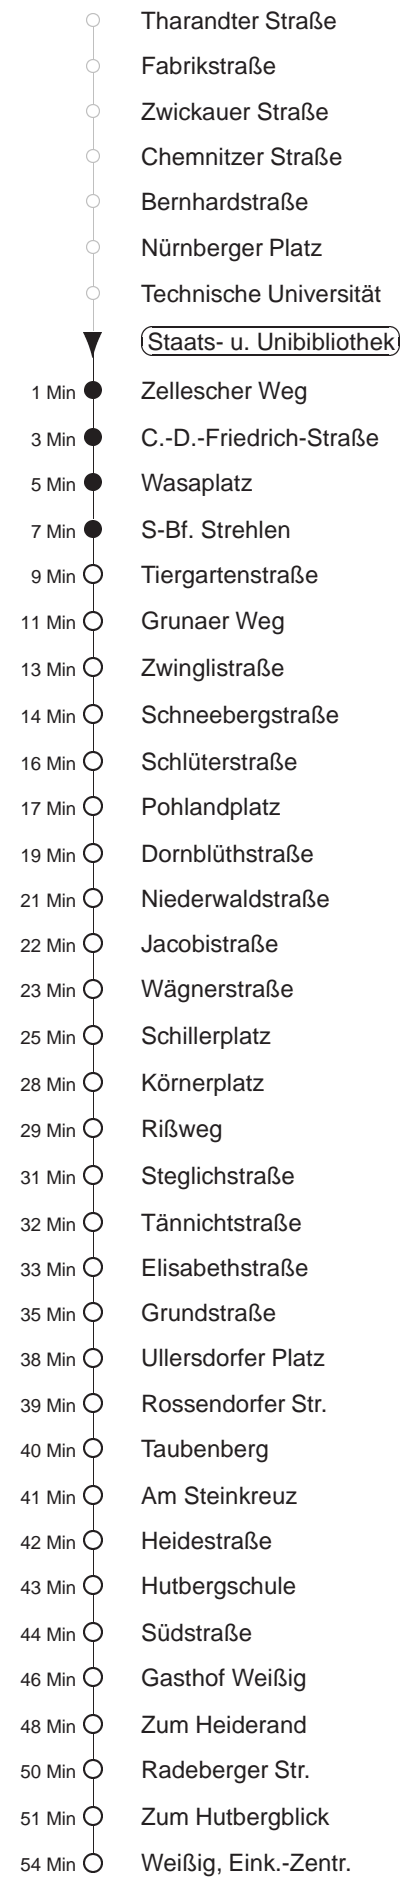 Tharandter Straße
Fabrikstraße
Zwickauer Straße
Chemnitzer Straße
Bernhardstraße
Nürnberger Platz
Technische Universität
Staats- u. Unibibliothek
1 Min Zellescher Weg
3 Min C.-D.-Friedrich-Straße
5 Min Wasaplatz
7 Min S-Bf. Strehlen
9 Min Tiergartenstraße
11 Min Grunaer Weg
13 Min Zwinglistraße
14 Min Schneebergstraße
16 Min Schlüterstraße
17 Min Pohlandplatz
19 Min Dornblüthstraße
21 Min Niederwaldstraße
22 Min Jacobistraße
23 Min Wägnerstraße
25 Min Schillerplatz
28 Min Körnerplatz
29 Min Rißweg
31 Min Steglichstraße
32 Min Tännichtstraße
33 Min Elisabethstraße
35 Min Grundstraße
38 Min Ullersdorfer Platz
39 Min Rossendorfer Str.
40 Min Taubenberg
41 Min Am Steinkreuz
42 Min Heidestraße
43 Min Hutbergschule
44 Min Südstraße
46 Min Gasthof Weißig
48 Min Zum Heiderand
50 Min Radeberger Str.
51 Min Zum Hutbergblick
54 Min Weißig, Eink.-Zentr.